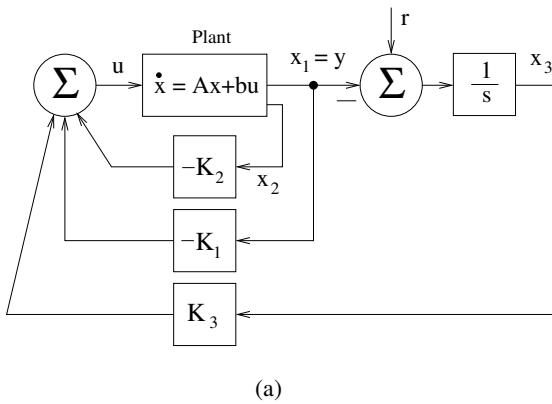 Plant
r
Σ
u
ẋ = Ax+bu
x₁ = y
−
Σ
1
s
x₃
−K₂
x₂
−K₁
K₃
(a)